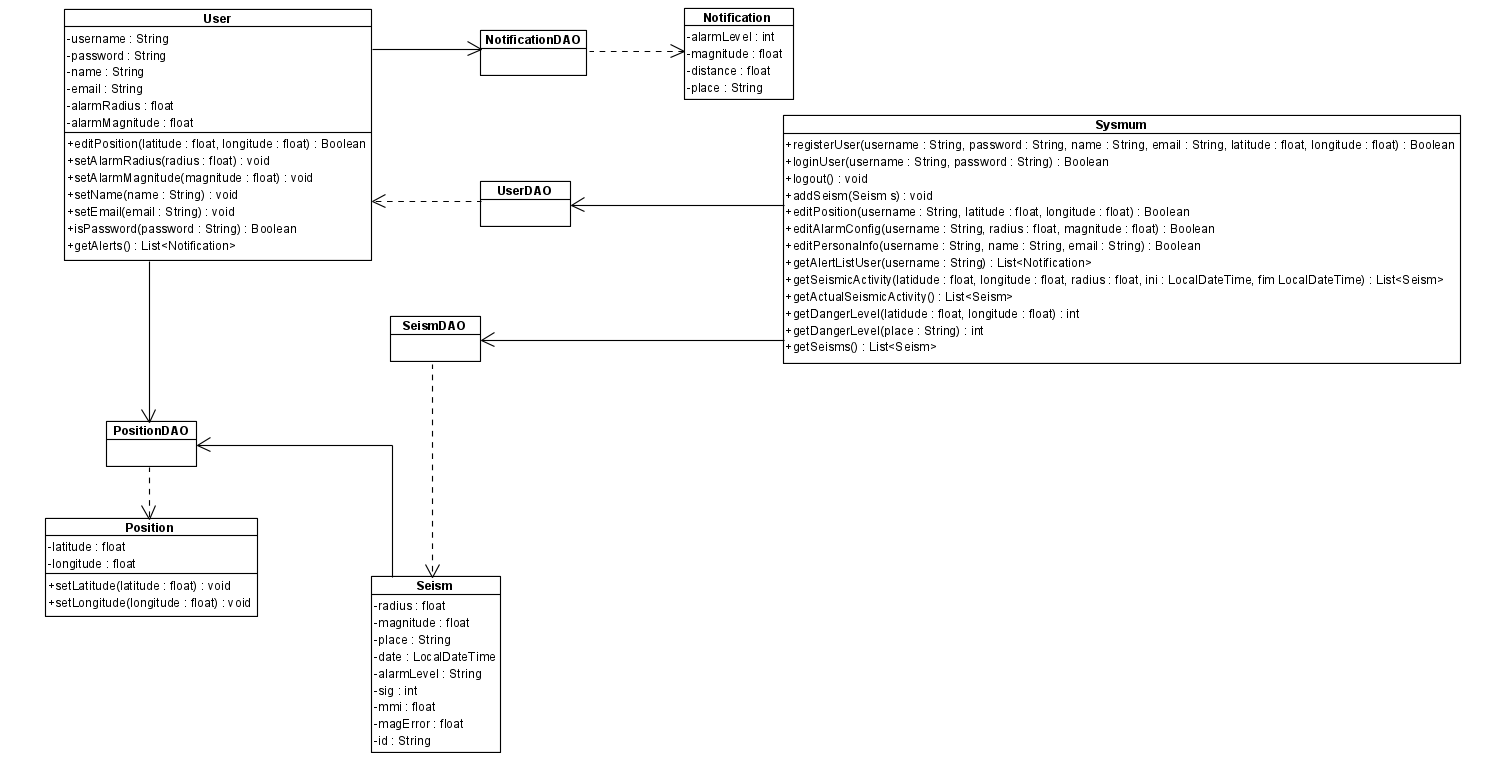 User
-username : String
-password : String
-name : String
-email : String
-alarmRadius : float
-alarmMagnitude : float
+editPosition(latitude : float, longitude : float) : Boolean
+setAlarmRadius(radius : float) : void
+setAlarmMagnitude(magnitude : float) : void
+setName(name : String) : void
+setEmail(email : String) : void
+isPassword(password : String) : Boolean
+getAlerts() : List<Notification>
NotificationDAO
Notification
-alarmLevel : int
-magnitude : float
-distance : float
-place : String
Sysmum
+registerUser(username : String, password : String, name : String, email : String, latitude : float, longitude : float) : Boolean
+loginUser(username : String, password : String) : Boolean
+logout() : void
+addSeism(Seism s) : void
+editPosition(username : String, latitude : float, longitude : float) : Boolean
+editAlarmConfig(username : String, radius : float, magnitude : float) : Boolean
+editPersonaInfo(username : String, name : String, email : String) : Boolean
+getAlertListUser(username : String) : List<Notification>
+getSeismicActivity(latidude : float, longitude : float, radius : float, ini : LocalDateTime, fim LocalDateTime) : List<Seism>
+getActualSeismicActivity() : List<Seism>
+getDangerLevel(latidude : float, longitude : float) : int
+getDangerLevel(place : String) : int
+getSeisms() : List<Seism>
UserDAO
SeismDAO
PositionDAO
Position
-latitude : float
-longitude : float
+setLatitude(latitude : float) : void
+setLongitude(longitude : float) : void
Seism
-radius : float
-magnitude : float
-place : String
-date : LocalDateTime
-alarmLevel : String
-sig : int
-mmi : float
-magError : float
-id : String